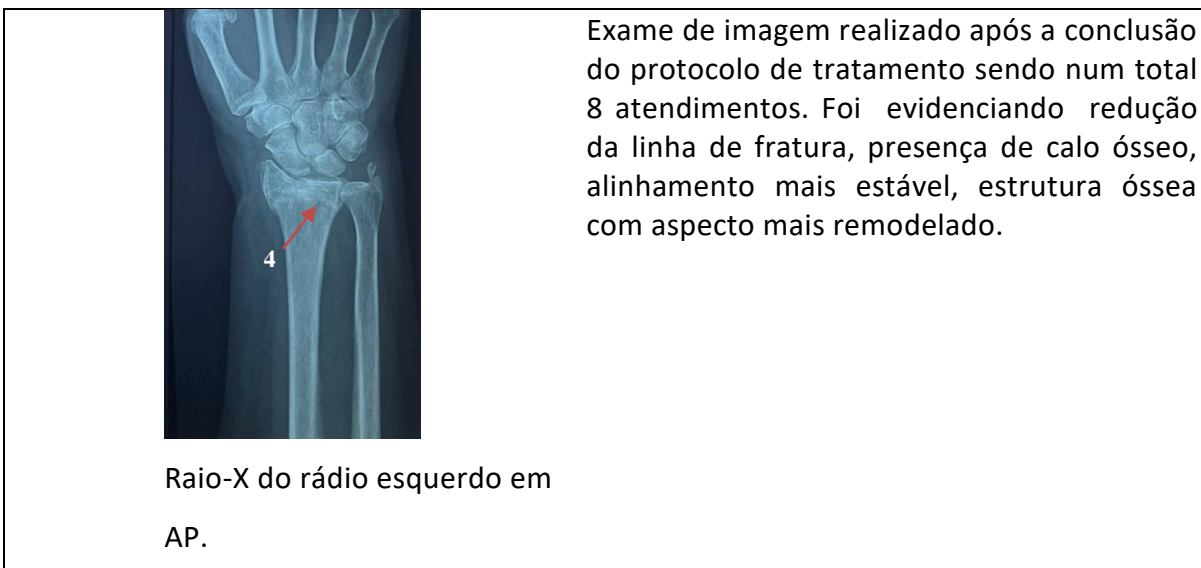 Exame de imagem realizado após a conclusão
do protocolo de tratamento sendo num total
8 atendimentos. Foi evidenciando redução
da linha de fratura, presença de calo ósseo,
alinhamento mais estável, estrutura óssea
com aspecto mais remodelado.
4
Raio-X do rádio esquerdo em
AP.